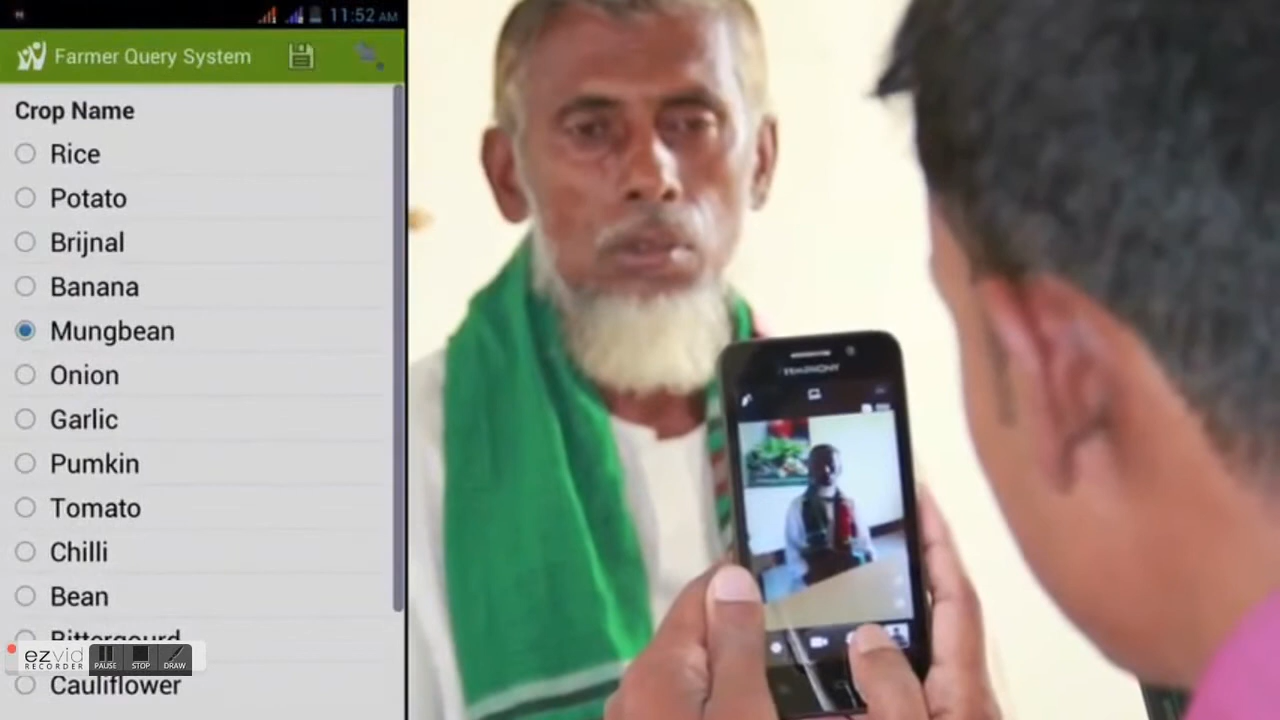 11:52 AM
Farmer Query System
Crop Name
Rice
Potato
Brijnal
Banana
Mungbean
Onion
Garlic
Pumkin
Tomato
Chilli
Bean
Bittergourd
ezvid
RECORDER
PAUSE
STOP
DRAW
Cauliflower
SYMPHONY